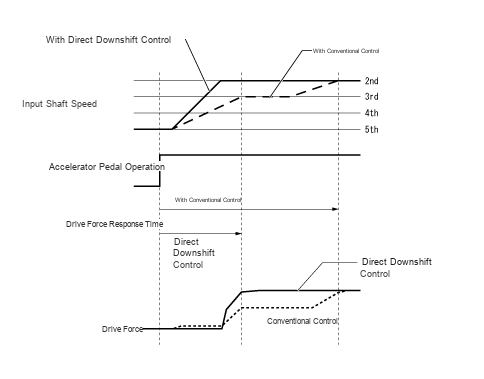 With Direct Downshift Control
With Conventional Control
2nd
3rd
4th
5th
Input Shaft Speed
Accelerator Pedal Operation
With Conventional Control
Drive Force Response Time
Direct
Downshift
Control
Direct Downshift
Control
Conventional Control
Drive Force